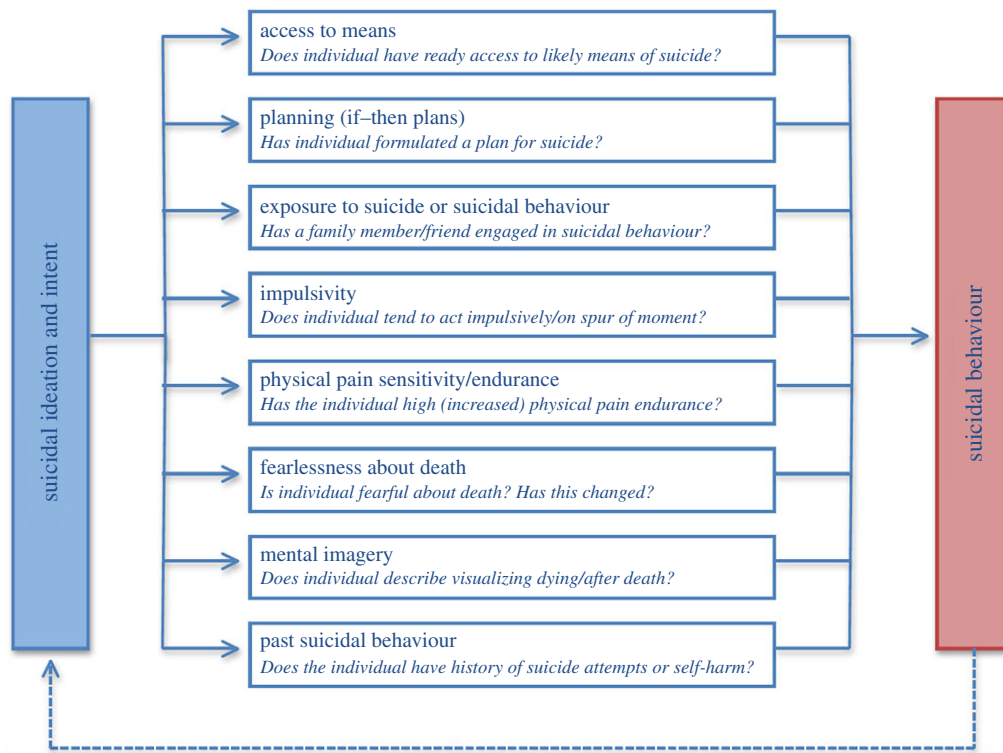 access to means
Does individual have ready access to likely means of suicide?
planning (if–then plans)
Has individual formulated a plan for suicide?
exposure to suicide or suicidal behaviour
Has a family member/friend engaged in suicidal behaviour?
impulsivity
Does individual tend to act impulsively/on spur of moment?
physical pain sensitivity/endurance
Has the individual high (increased) physical pain endurance?
fearlessness about death
Is individual fearful about death? Has this changed?
mental imagery
Does individual describe visualizing dying/after death?
past suicidal behaviour
Does the individual have history of suicide attempts or self-harm?
suicidal ideation and intent
suicidal behaviour